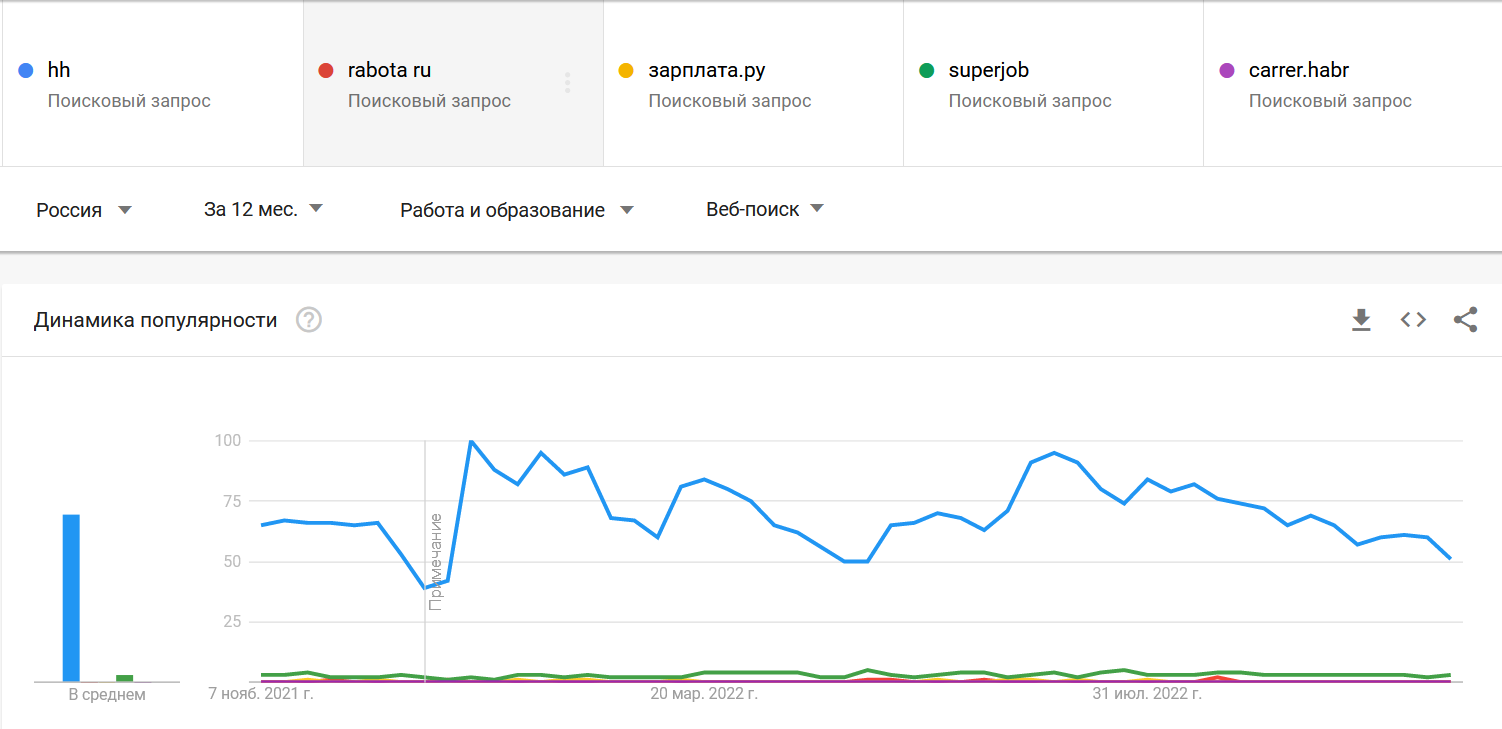 hh
Поисковый запрос
rabota ru
Поисковый запрос
зарплата.ру
Поисковый запрос
superjob
Поисковый запрос
carrer.habr
Поисковый запрос
Россия
За 12 мес.
Работа и образование
Веб-поиск
Динамика популярности
?
100
75
50
25
Примечание
В среднем
7 нояб. 2021 г.
20 мар. 2022 г.
31 июл. 2022 г.